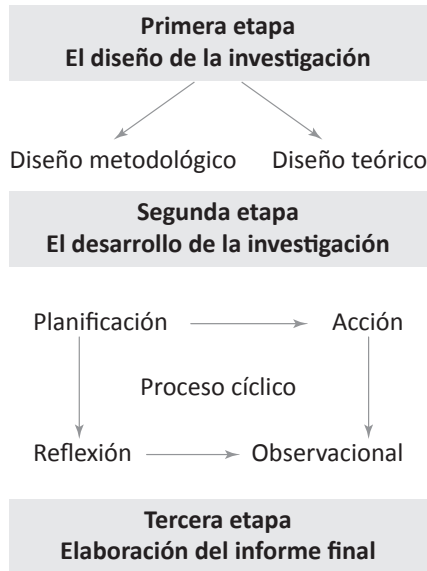 Primera etapa
El diseño de la investigación
Diseño metodológico Diseño teórico
Segunda etapa
El desarrollo de la investigación
Planificación Acción
Proceso cíclico
Reflexión Observacional
Tercera etapa
Elaboración del informe final